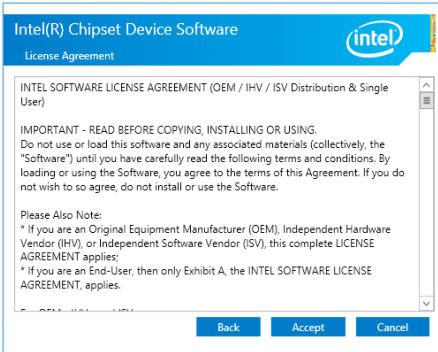 Intel(R) Chipset Device Software
intel
License Agreement
INTEL SOFTWARE LICENSE AGREEMENT (OEM / IHV / ISV Distribution & Single
User)
IMPORTANT - READ BEFORE COPYING, INSTALLING OR USING.
Do not use or load this software and any associated materials (collectively, the
"Software") until you have carefully read the following terms and conditions. By
loading or using the Software, you agree to the terms of this Agreement. If you do
not wish to so agree, do not install or use the Software.
Please Also Note:
* If you are an Original Equipment Manufacturer (OEM), Independent Hardware
Vendor (IHV), or Independent Software Vendor (ISV), this complete LICENSE
AGREEMENT applies;
* If you are an End-User, then only Exhibit A, the INTEL SOFTWARE LICENSE
AGREEMENT, applies.
Back Accept Cancel